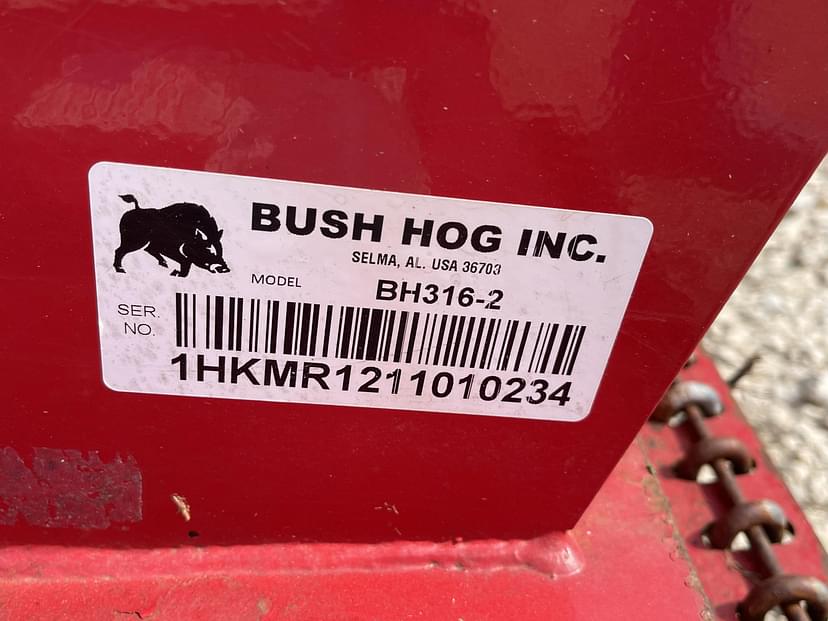 BUSH HOG INC.
SELMA, AL. USA 36703
MODEL BH316-2
SER.
NO.
1HKMR1211010234